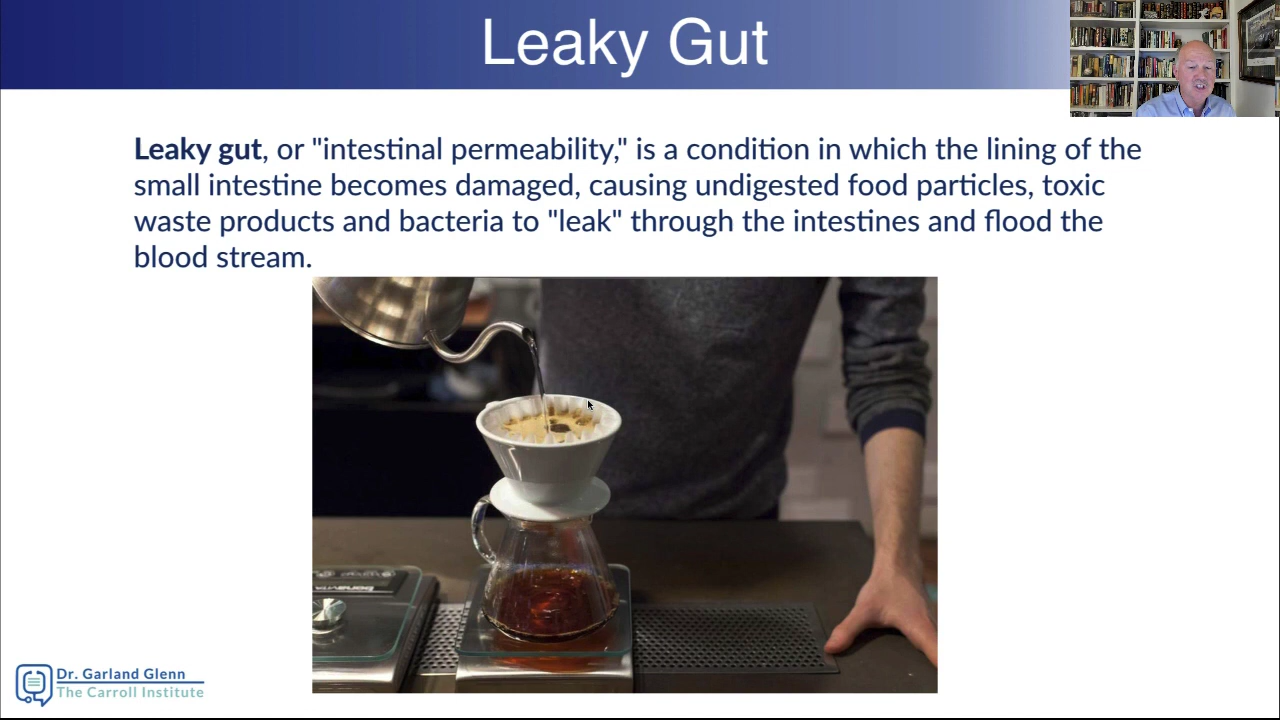 Leaky Gut
Leaky gut, or "intestinal permeability," is a condition in which the lining of the
small intestine becomes damaged, causing undigested food particles, toxic
waste products and bacteria to "leak" through the intestines and flood the
blood stream.
Dr. Garland Glenn
The Carroll Institute